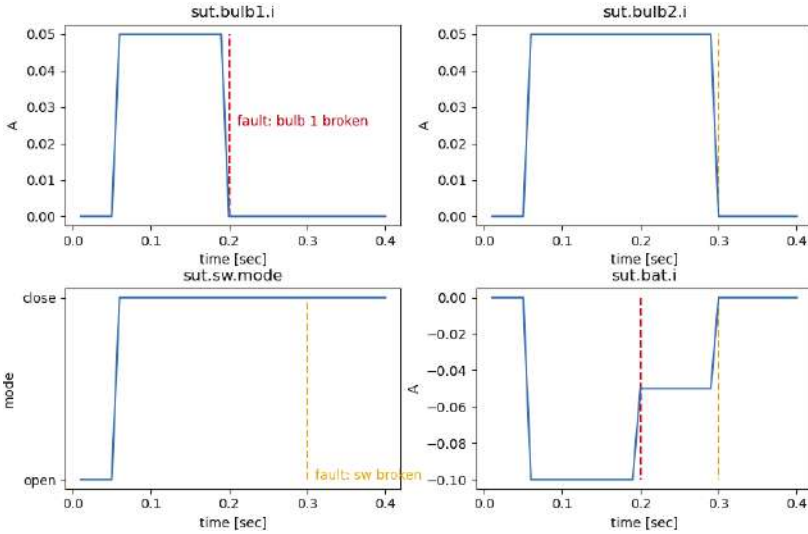 sut.bulb1.i
0.05
0.04
0.03
0.02
0.01
0.00
A
fault: bulb 1 broken
0.0 0.1 0.2 0.3 0.4
time [sec]
sut.bulb2.i
0.05
0.04
0.03
0.02
0.01
0.00
A
0.0 0.1 0.2 0.3 0.4
time [sec]
sut.sw.mode
close
mode
open
fault: sw broken
0.0 0.1 0.2 0.3 0.4
time [sec]
sut.bat.i
0.00
−0.02
−0.04
−0.06
−0.08
−0.10
A
0.0 0.1 0.2 0.3 0.4
time [sec]